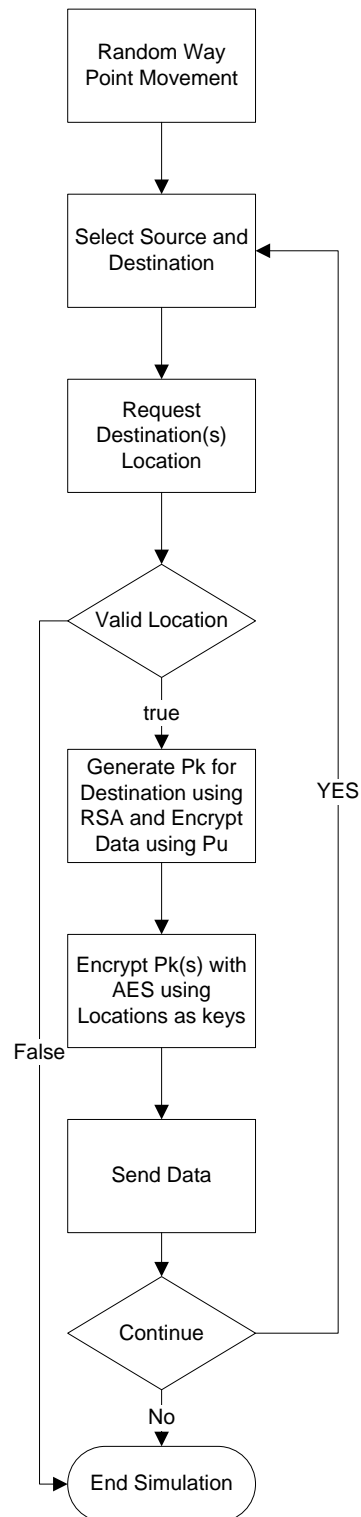 Random Way
Point Movement
Select Source and
Destination
Request
Destination(s)
Location
Valid Location
true
Generate Pk for
Destination using
RSA and Encrypt
Data using Pu
YES
Encrypt Pk(s) with
AES using
Locations as keys
False
Send Data
Continue
No
End Simulation